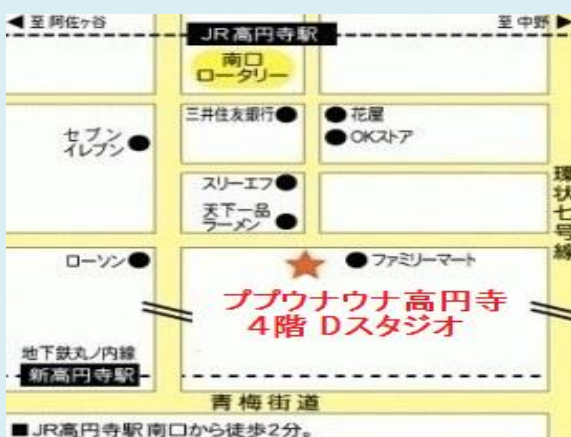 ◀至 阿佐ヶ谷
至 中野▶
JR高円寺駅
南口
ロータリー
三井住友銀行●
●花屋
●OKストア
セブン
イレブン●
スリーエフ●
天下一品
ラーメン●
環状七号線
ローソン●
★
●ファミリーマート
ププウナウナ高円寺
4階 Dスタジオ
地下鉄丸ノ内線
新高円寺駅
青梅街道
■JR高円寺駅南口から徒歩2分。